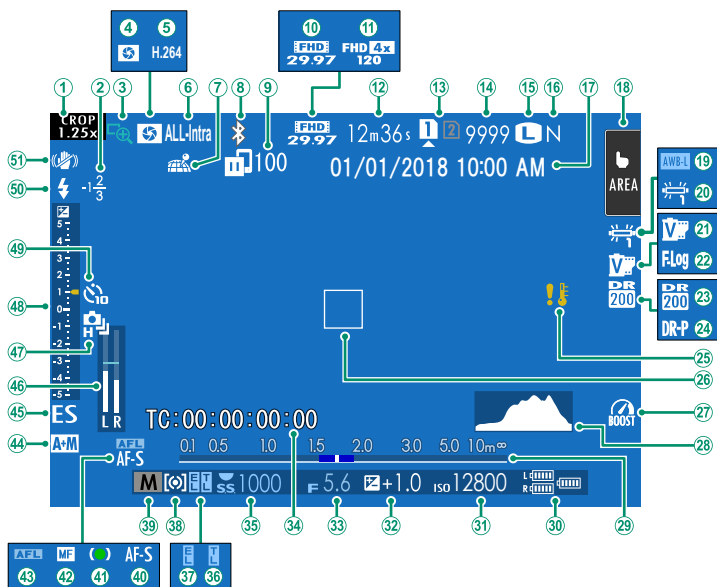 4 5
H.264
10 11
FHD FHD 4x
29.97 120
1 2 3 6 7 8 9 12 13 14 15 16 17 18
CROP
1.25x
ALL-Intra
FHD
29.97
12m36s
1 2 9999 L N
100
01/01/2018 10:00 AM
AREA
AWB-L 19
1 20
1
V 21
F-Log 22
V
DR
200
DR
200 23
DR-P 24
51
50
-1 2/3
5
4
3
2
1
0
-1
-2
-3
-4
-5
49
10
48
H
47
46
L R
25
26
BOOST
27
28
TC:00:00:00:00
45 ES
44 A+M
AFL
AF-S
0.1 0.5 1.0 1.5 2.0 3.0 5.0 10m∞
M
EL TL
S.S. 1000
F 5.6
+1.0
ISO 12800
L
R
39 38 35 34 33 32 31 30 29
AFL MF AF-S
43 42 41 40
EL TL
37 36